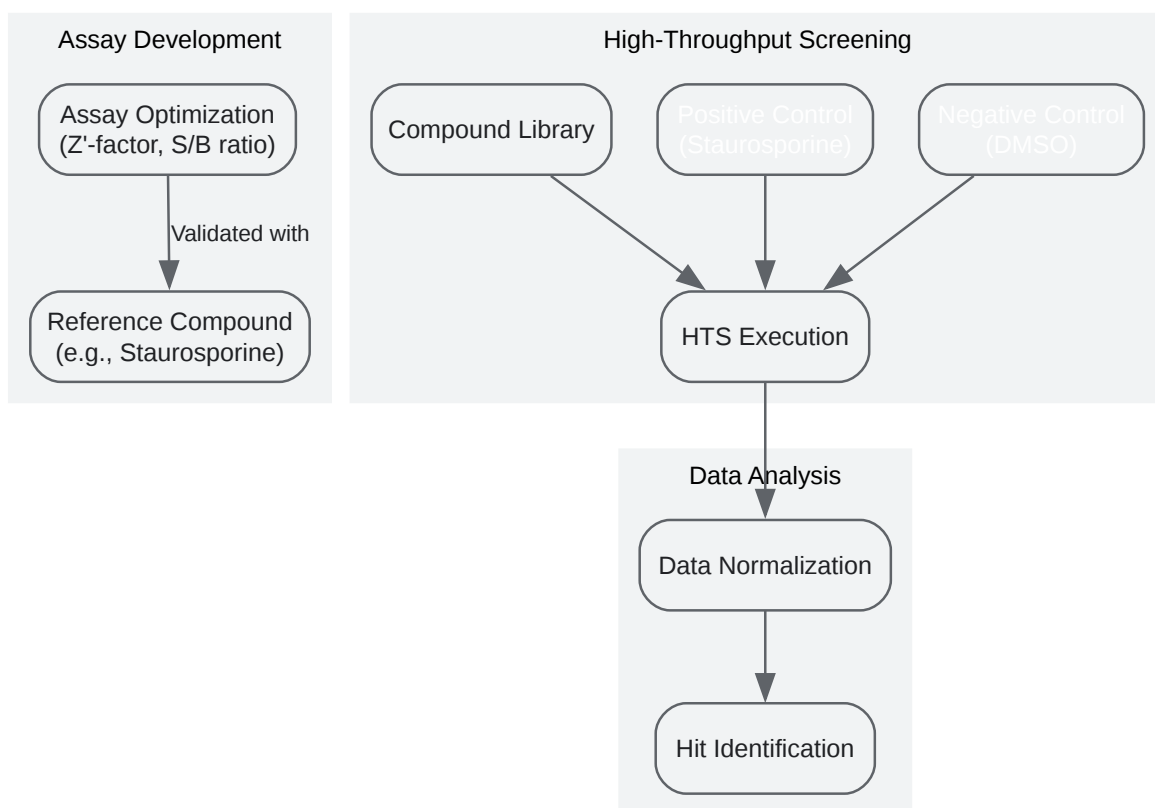 Assay Development
Assay Optimization
(Z'-factor, S/B ratio)
Validated with
Reference Compound
(e.g., Staurosporine)
High-Throughput Screening
Compound Library
Positive Control
(Staurosporine)
Negative Control
(DMSO)
HTS Execution
Data Analysis
Data Normalization
Hit Identification